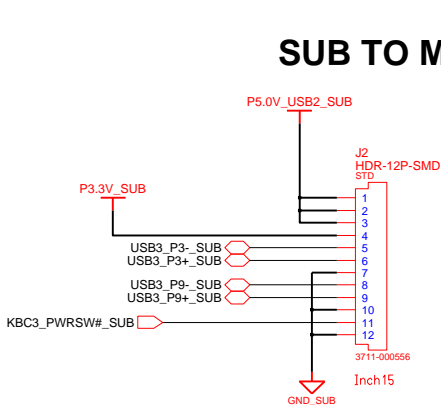 SUB TO M
P5.0V_USB2_SUB
J2
HDR-12P-SMD
STD
P3.3V_SUB
1
2
3
4
USB3_P3-_SUB 5
USB3_P3+_SUB 6
7
USB3_P9-_SUB 8
USB3_P9+_SUB 9
10
KBC3_PWRSW#_SUB 11
12
3711-000556
Inch15
GND_SUB